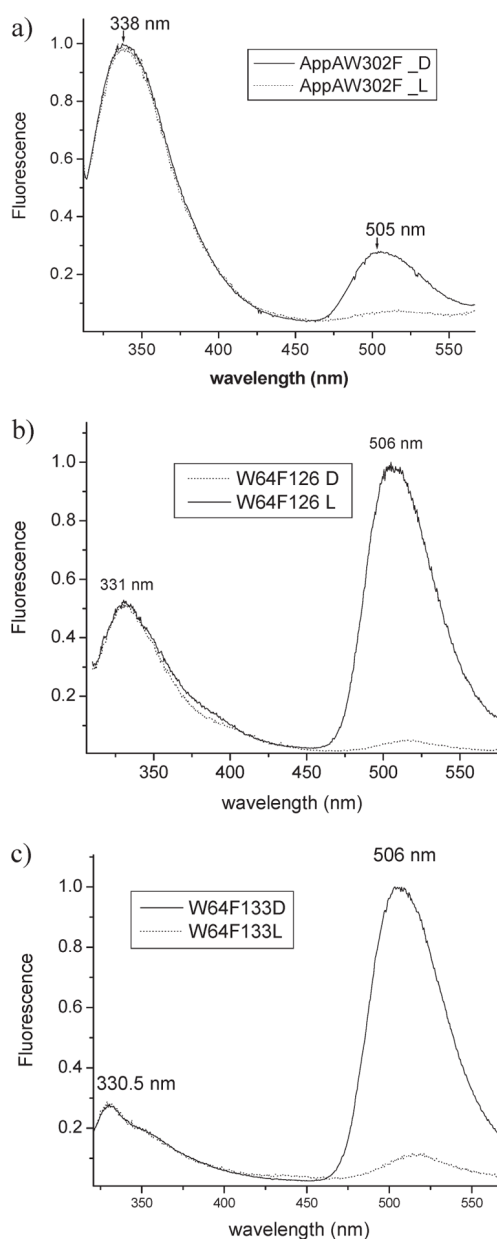 a)
338 nm
1.0
0.8
0.6
0.4
0.2
Fluorescence
AppAW302F _D
AppAW302F _L
505 nm
350 400 450 500 550
wavelength (nm)
b)
506 nm
1.0
0.8
0.6
0.4
0.2
Fluorescence
W64F126 D
W64F126 L
331 nm
350 400 450 500 550
wavelength (nm)
c)
506 nm
1.0
0.8
0.6
0.4
0.2
Fluorescence
W64F133D
W64F133L
330.5 nm
350 400 450 500 550
wavelength (nm)